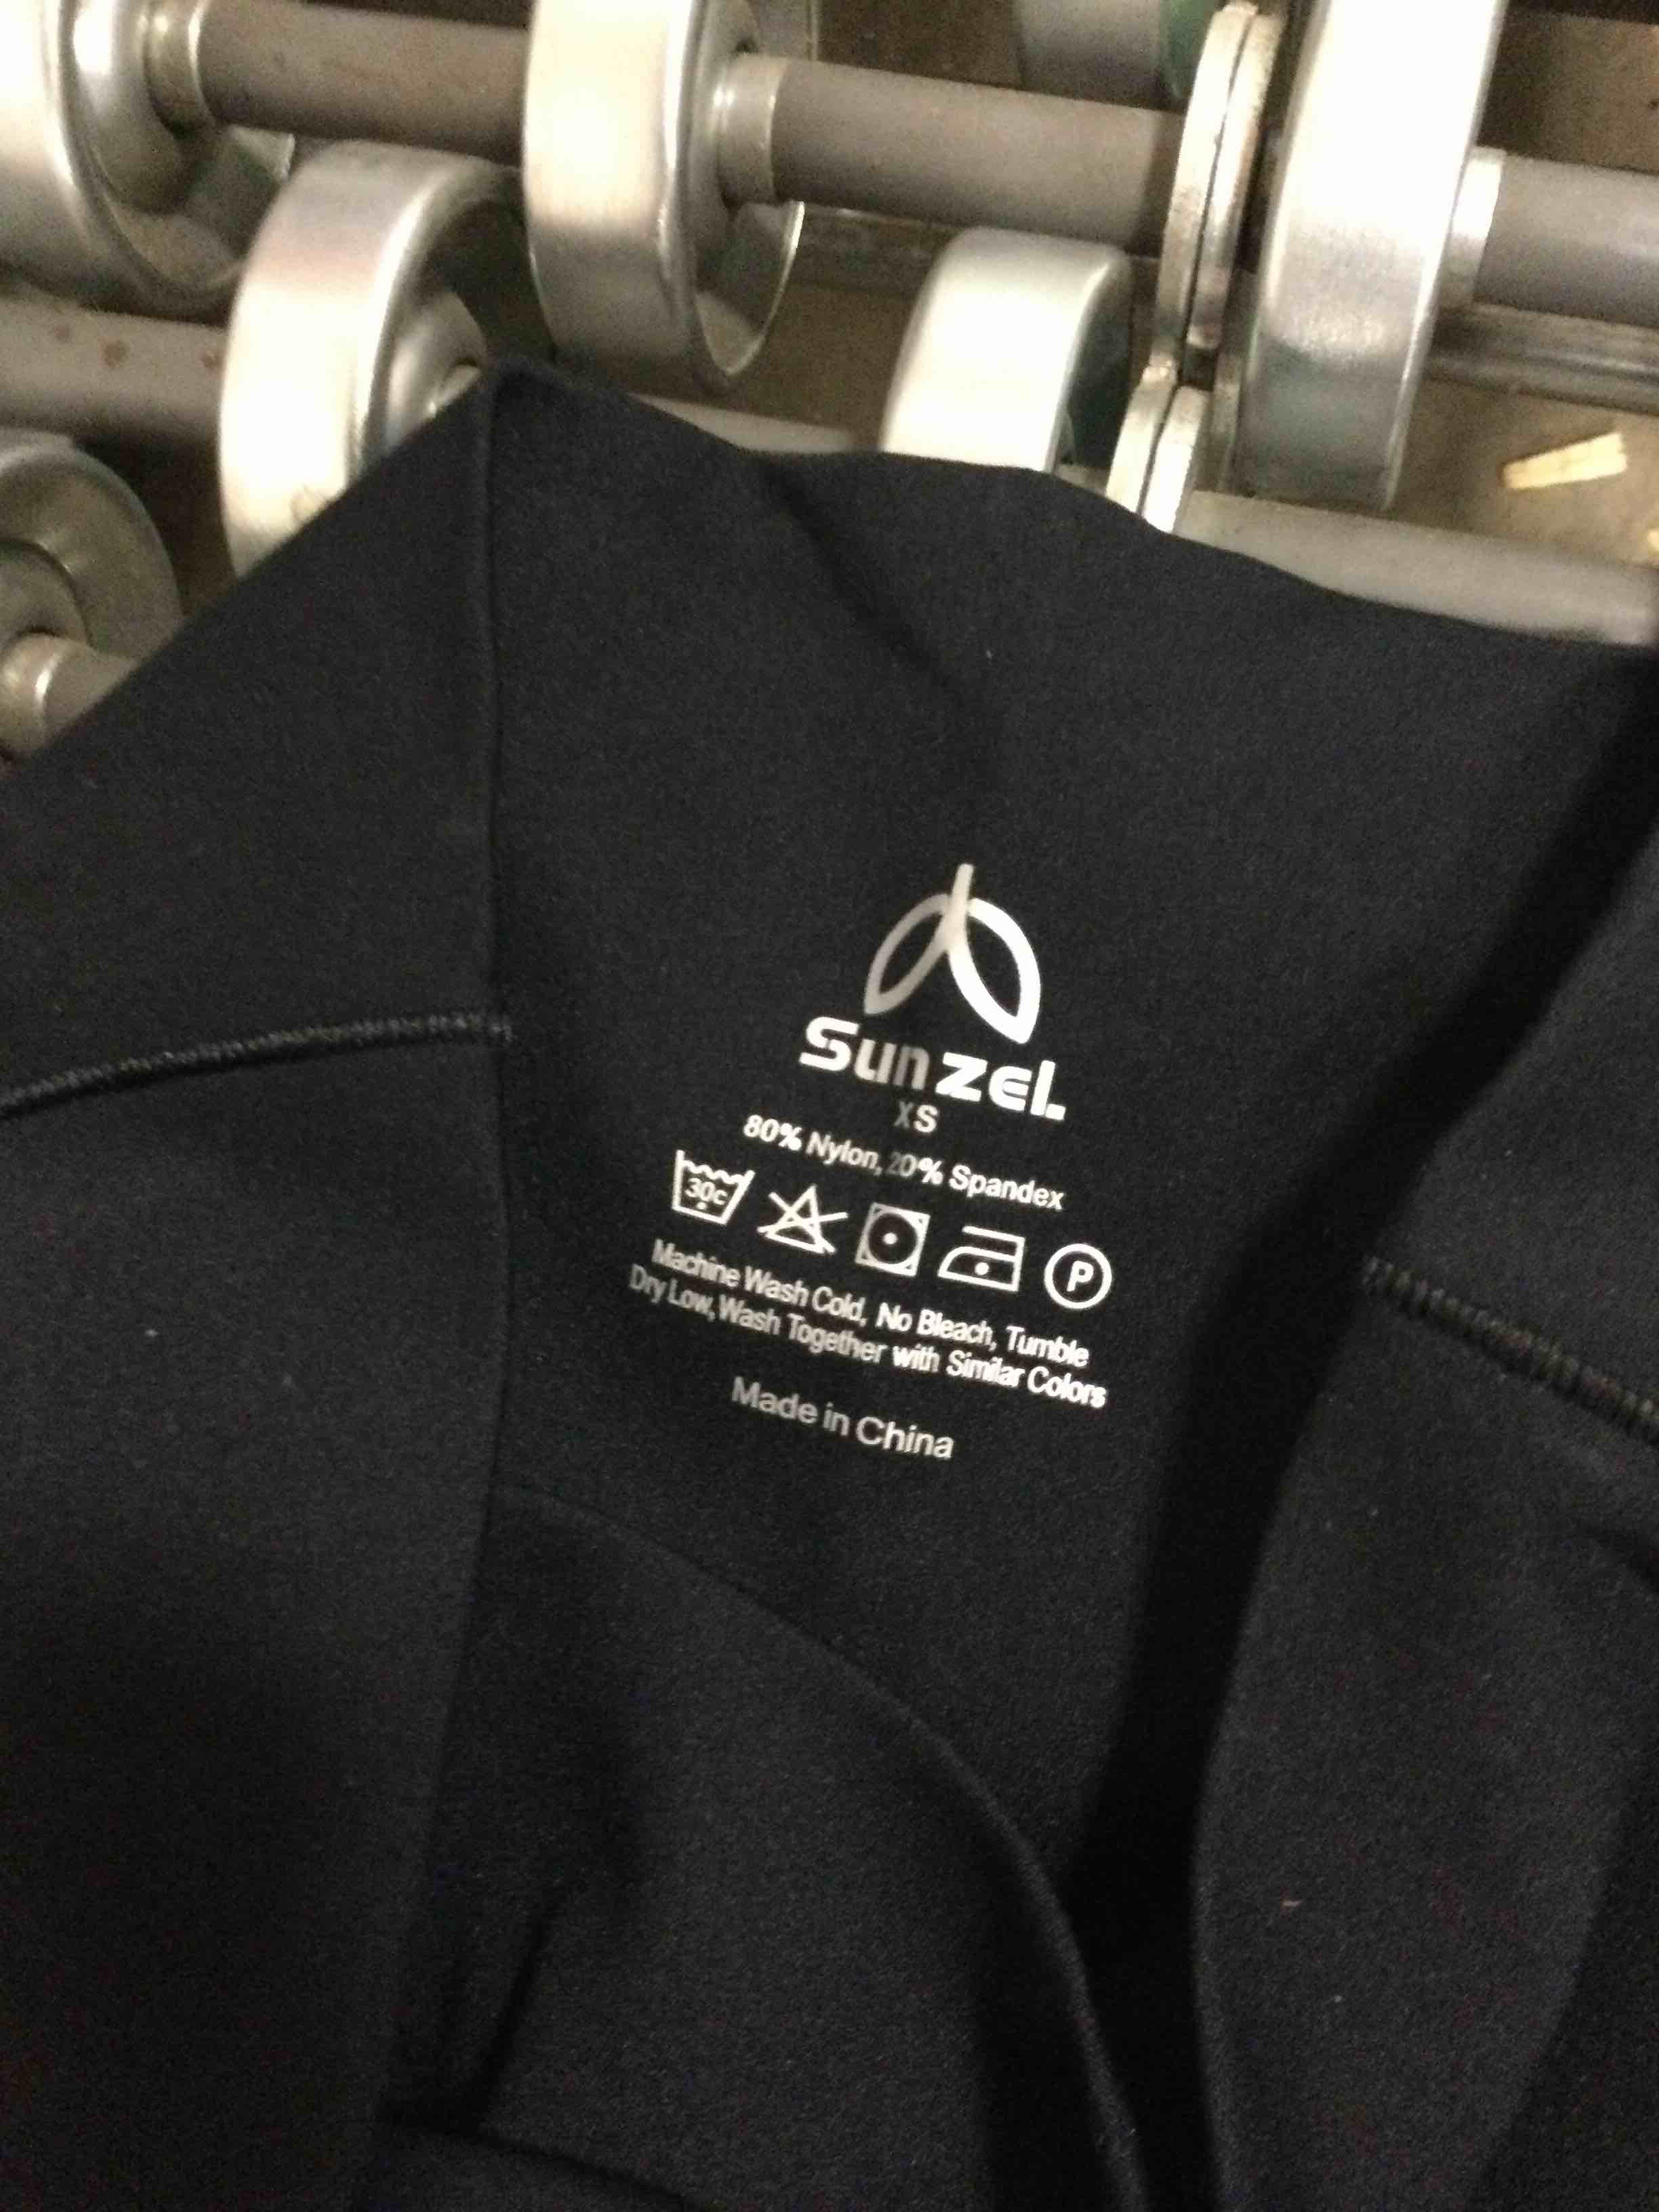 Sunzel
XS
80% Nylon, 20% Spandex
30c
P
Machine Wash Cold, No Bleach, Tumble
Dry Low, Wash Together with Similar Colors
Made in China